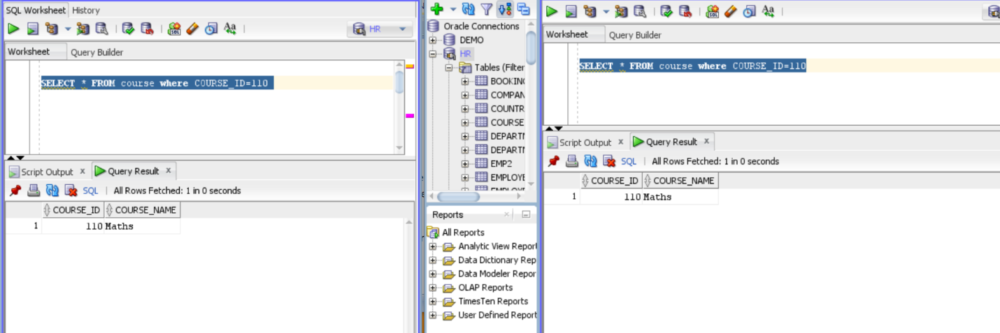 SQL Worksheet History
HR
Worksheet Query Builder
SELECT * FROM course where COURSE_ID=110
Script Output x Query Result x
SQL | All Rows Fetched: 1 in 0 seconds
COURSE_ID COURSE_NAME
1 110 Maths
Oracle Connections
DEMO
HR
Tables (Filter
BOOKING
COMPAN
COUNTR
COURSE
DEPARTM
DEPARTM
EMP2
EMPLOYE
EMPLOYE
Reports
All Reports
Analytic View Report
Data Dictionary Rep
Data Modeler Repor
OLAP Reports
TimesTen Reports
User Defined Report
Worksheet Query Builder
SELECT * FROM course where COURSE_ID=110
Script Output x Query Result x
SQL | All Rows Fetched: 1 in 0 seconds
COURSE_ID COURSE_NAME
1 110 Maths